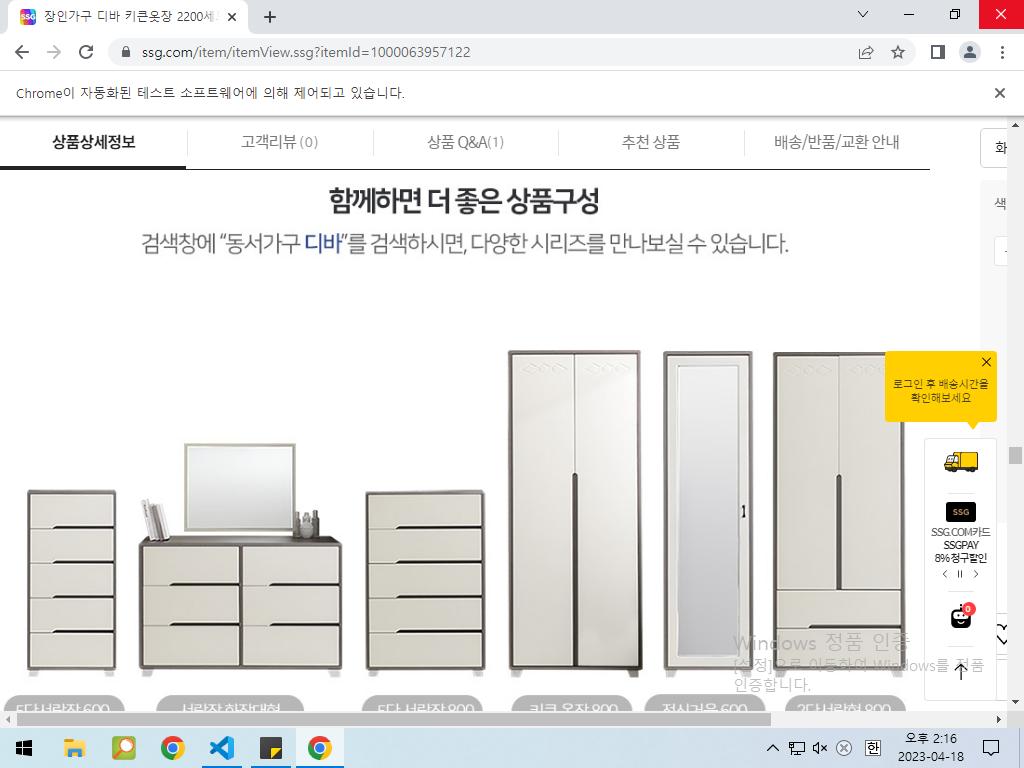 장인가구 디바 키큰옷장 2200세
ssg.com/item/itemView.ssg?itemId=1000063957122
Chrome이 자동화된 테스트 소프트웨어에 의해 제어되고 있습니다.
상품상세정보
고객리뷰 (0)
상품 Q&A(1)
추천 상품
배송/반품/교환 안내
화
색
함께하면 더 좋은 상품구성
검색창에 “동서가구 디바”를 검색하시면, 다양한 시리즈를 만나보실 수 있습니다.
로그인 후 배송시간을
확인해보세요
SSG
SSG.COM카드
SSGPAY
8% 청구할인
0
Windows 정품 인증
[설정]으로 이동하여 Windows를 정품
인증합니다.
5단서랍장 600
서랍장 화장대형
5단 서랍장 800
키큰 옷장 800
전신거울 600
2단서랍형 800
한
오후 2:16
2023-04-18